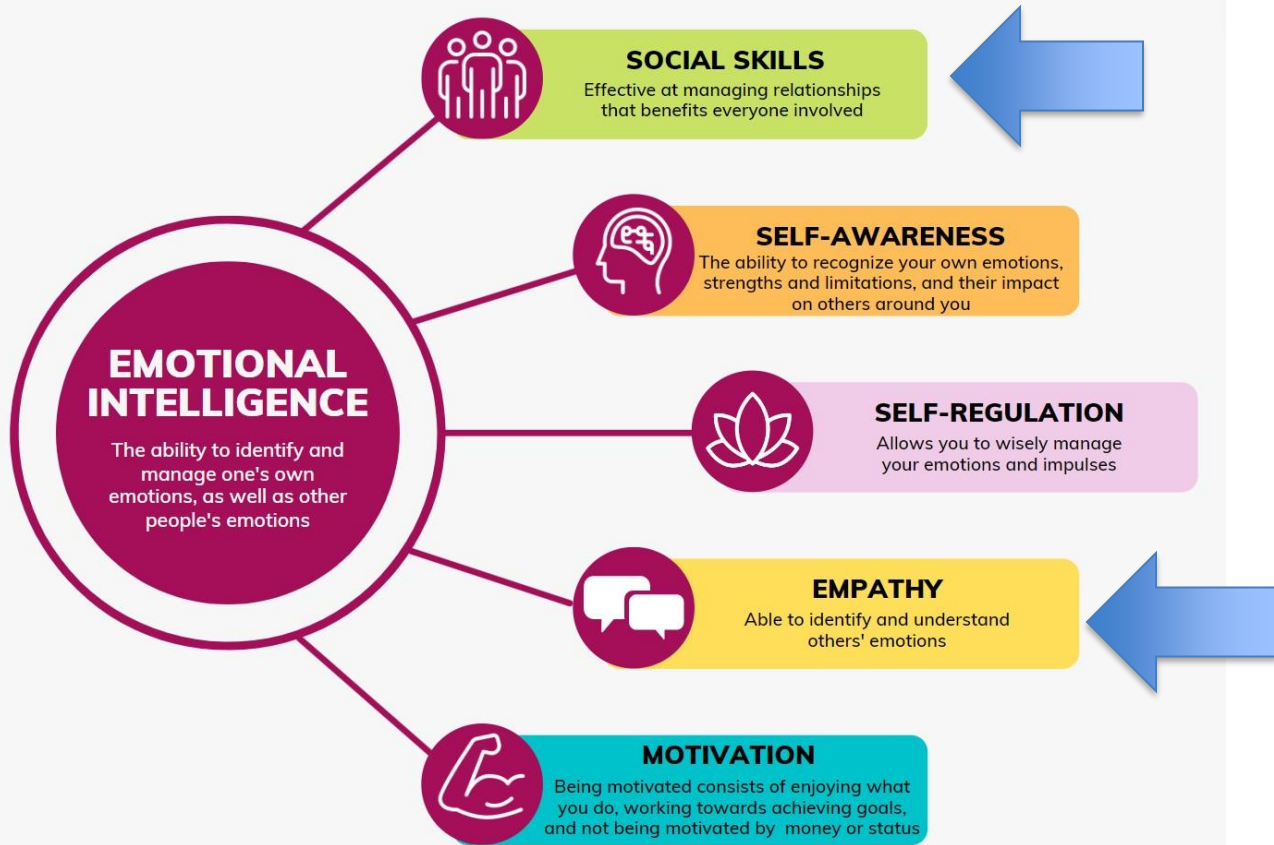 SOCIAL SKILLS
Effective at managing relationships
that benefits everyone involved
SELF-AWARENESS
The ability to recognize your own emotions,
strengths and limitations, and their impact
on others around you
EMOTIONAL
INTELLIGENCE
The ability to identify and
manage one's own
emotions, as well as other
people's emotions
SELF-REGULATION
Allows you to wisely manage
your emotions and impulses
EMPATHY
Able to identify and understand
others' emotions
MOTIVATION
Being motivated consists of enjoying what
you do, working towards achieving goals,
and not being motivated by money or status